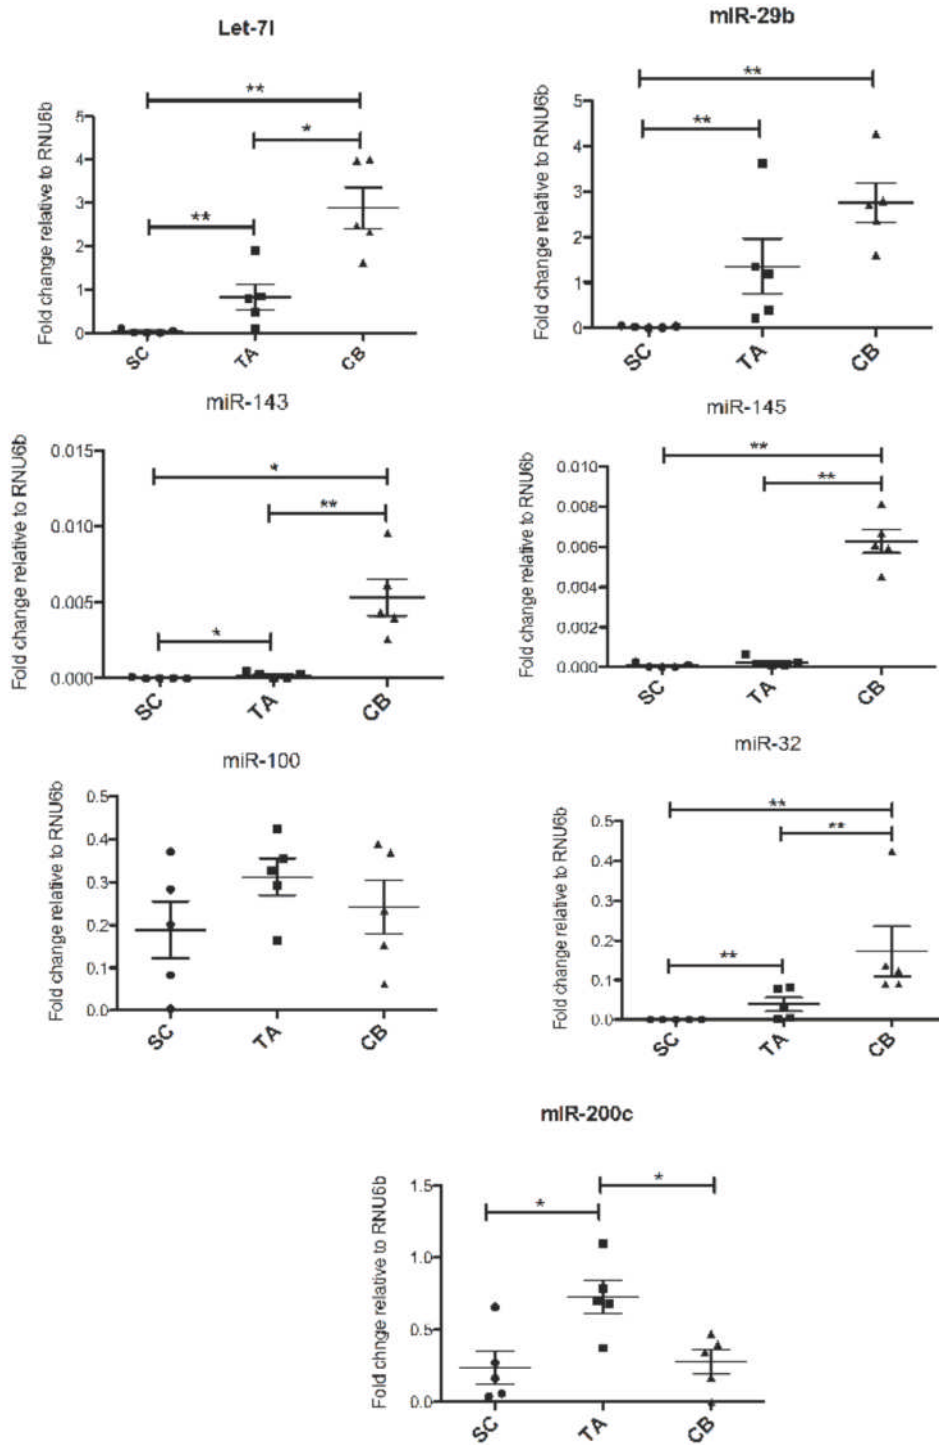 Let-7I
Fold change relative to RNU6b
5
4
3
2
1
0
**
*
**
SC
TA
CB
mIR-29b
Fold change relative to RNU6b
5
4
3
2
1
0
**
**
SC
TA
CB
miR-143
Fold change relative to RNU6b
0.015
0.010
0.005
0.000
*
**
*
SC
TA
CB
miR-145
Fold change relative to RNU6b
0.010
0.008
0.006
0.004
0.002
0.000
**
**
SC
TA
CB
miR-100
Fold change relative to RNU6b
0.5
0.4
0.3
0.2
0.1
0.0
SC
TA
CB
miR-32
Fold change relative to RNU6b
0.5
0.4
0.3
0.2
0.1
0.0
**
**
**
SC
TA
CB
mIR-200c
Fold chnge relative to RNU6b
1.5
1.0
0.5
0.0
*
*
SC
TA
CB